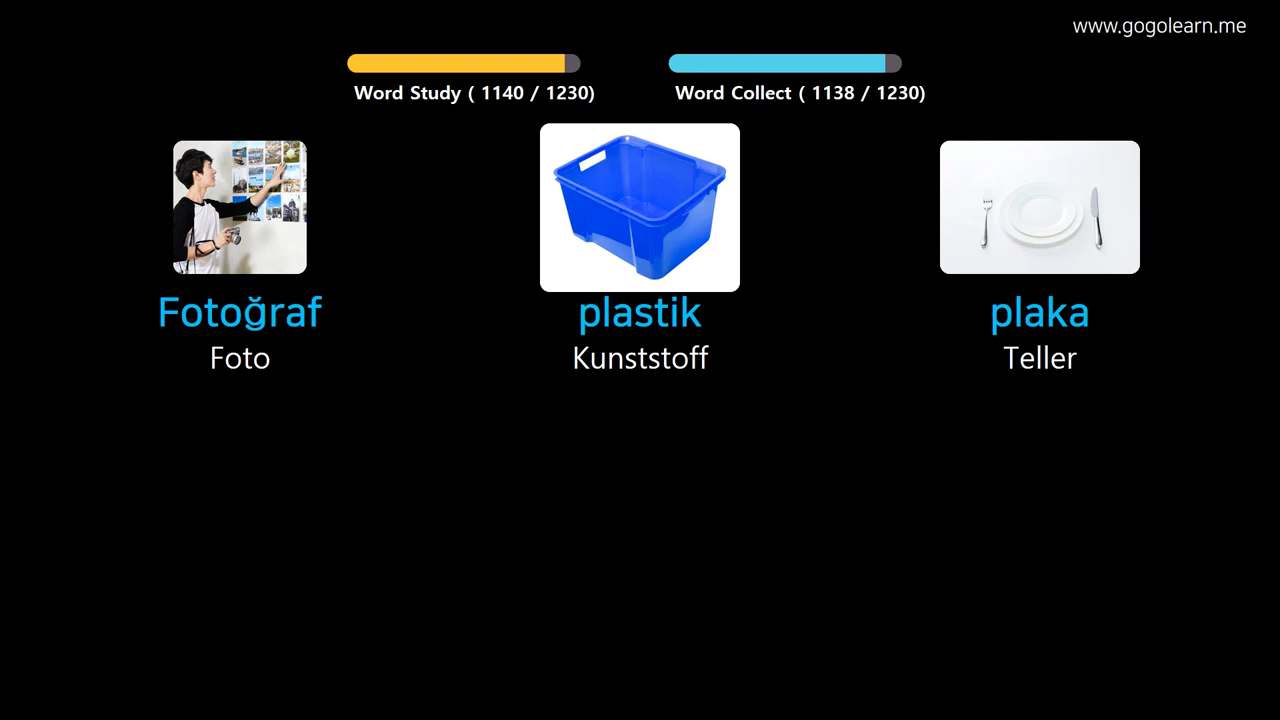 www.gogolearn.me
Word Study ( 1140 / 1230)
Word Collect ( 1138 / 1230)
Fotoğraf
Foto
plastik
Kunststoff
plaka
Teller